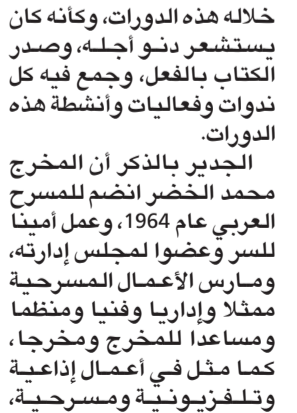 خلاله هذه الدورات، وكأنه كان
يستشعر دنو أجله، وصدر
الكتاب بالفعل، وجمع فيه كل
ندوات وفعاليات وأنشطة هذه
الدورات.
الجدير بالذكر أن المخرج
محمد الخضر انضم للمسرح
العربي عام 1964، وعمل أمينا
للسر وعضوا لمجلس إدارته،
ومارس الأعمال المسرحية
ممثلا وإداريا وفنيا ومنظما
ومساعدا للمخرج ومخرجا،
كما مثل في أعمال إذاعية
وتلفزيونية ومسرحية،